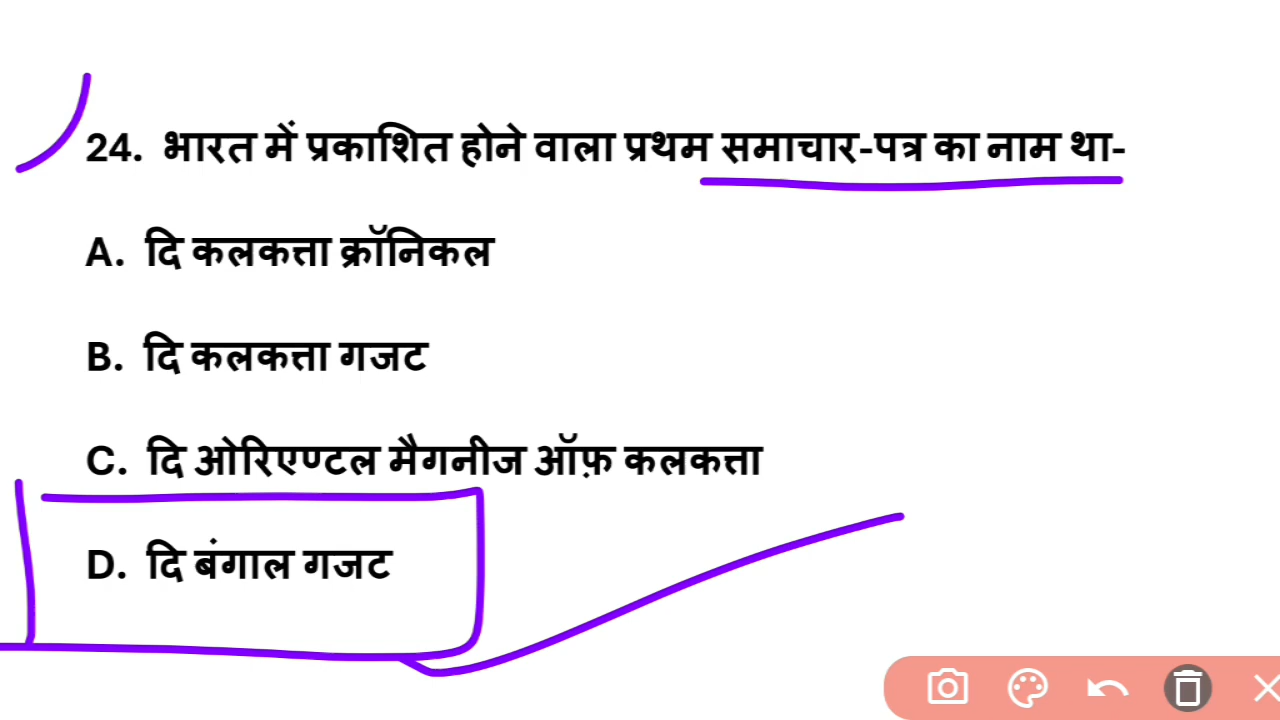 24. भारत में प्रकाशित होने वाला प्रथम समाचार-पत्र का नाम था-
A. दि कलकत्ता क्रॉनिकल
B. दि कलकत्ता गजट
C. दि ओरिएण्टल मैगनीज ऑफ़ कलकत्ता
D. दि बंगाल गजट